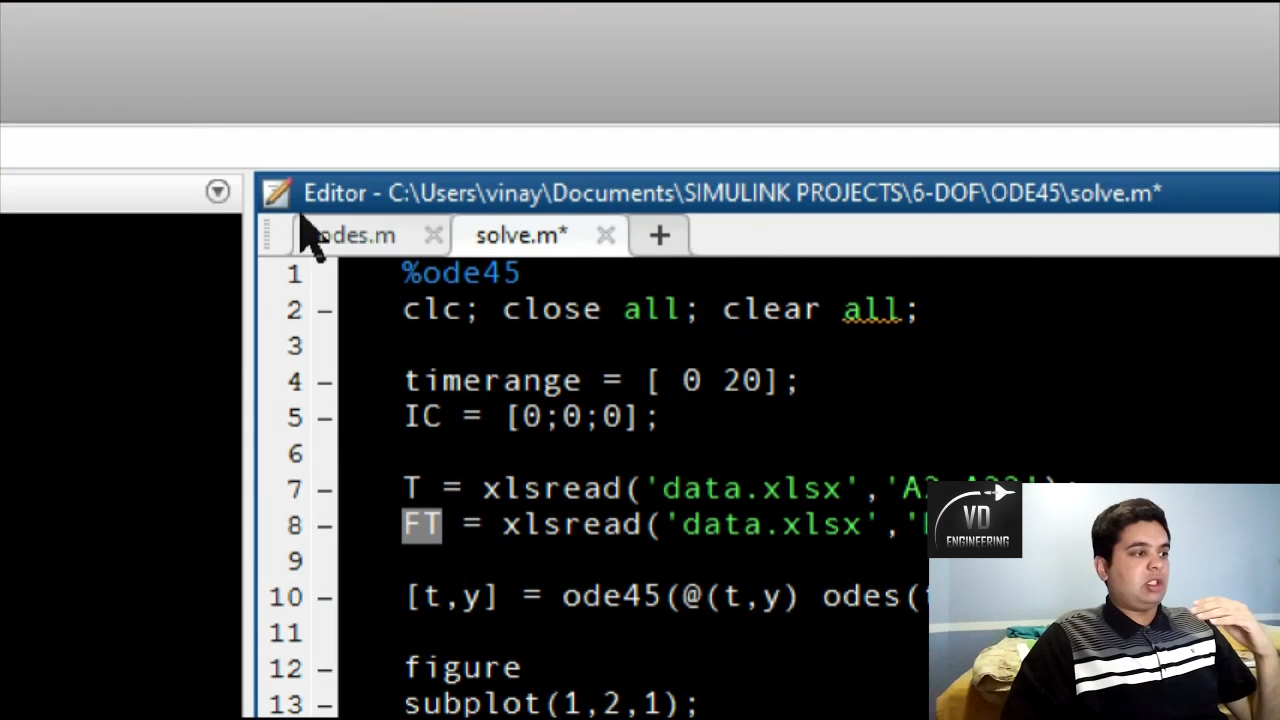 Editor - C:\Users\vinay\Documents\SIMULINK PROJECTS\6-DOF\ODE45\solve.m*
odes.m solve.m* +
1 %ode45
2 – clc; close all; clear all;
3
4 – timerange = [ 0 20];
5 – IC = [0;0;0];
6
7 – T = xlsread('data.xlsx','
8 – FT = xlsread('data.xlsx','
9
10 – [t,y] = ode45(@(t,y) odes(
11
12 – figure
13 – subplot(1,2,1);
VD
ENGINEERING